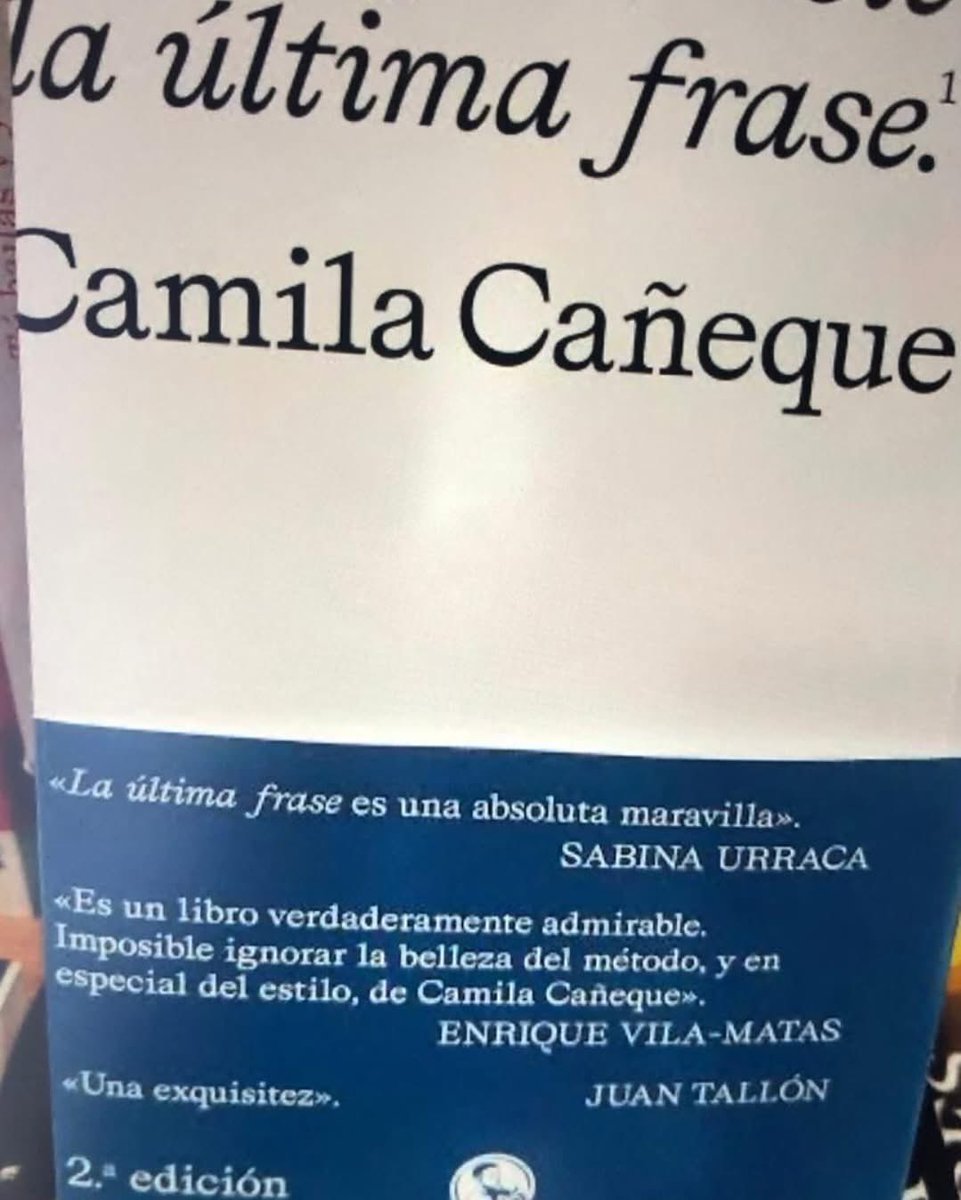 la última frase.¹
Camila Cañeque
«La última frase es una absoluta maravilla».
SABINA URRACA
«Es un libro verdaderamente admirable.
Imposible ignorar la belleza del método, y en
especial del estilo, de Camila Cañeque».
ENRIQUE VILA-MATAS
«Una exquisitez». JUAN TALLÓN
2.ª edición